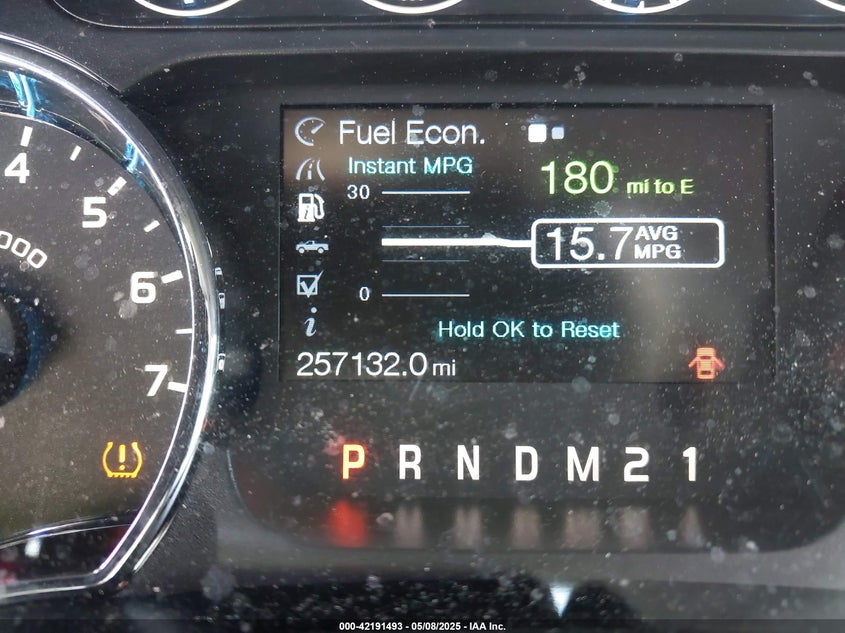 4
5
6
7
000
Fuel Econ.
Instant MPG
30
180 mi to E
15.7 AVG MPG
0
Hold OK to Reset
257132.0 mi
P R N D M 2 1
000-42191493 - 05/08/2025 - IAA Inc.